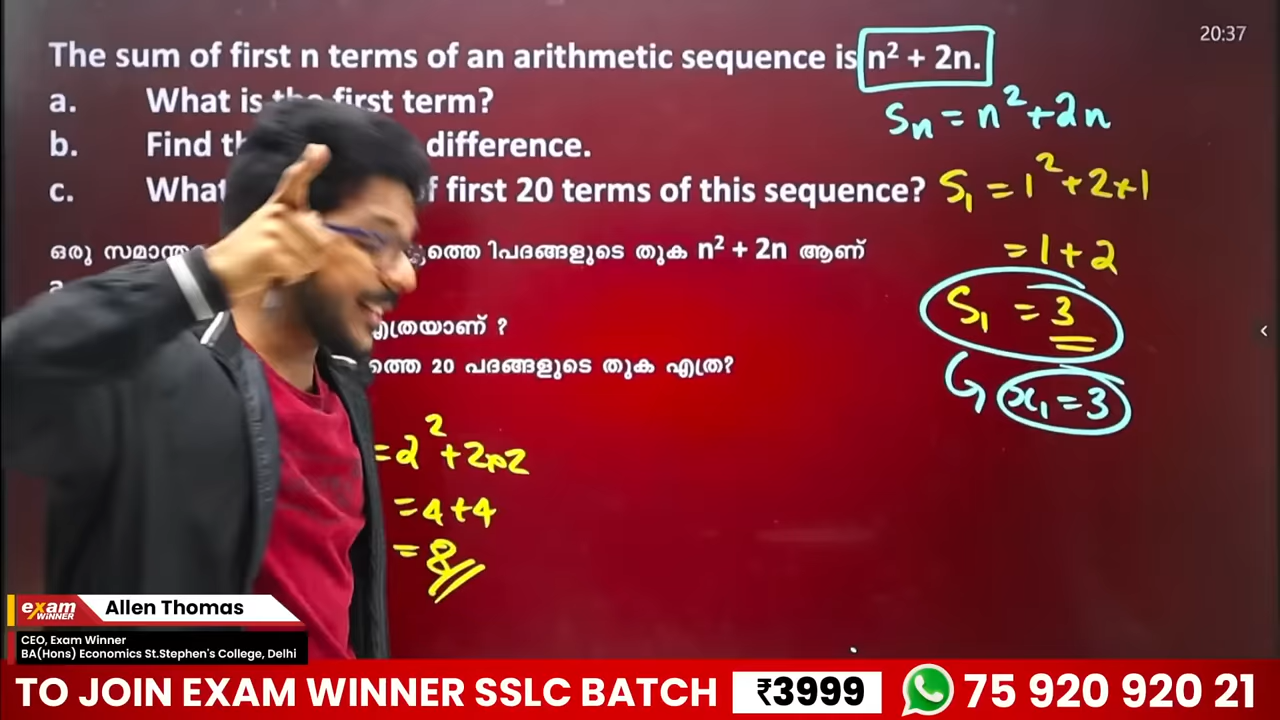 20:37
The sum of first n terms of an arithmetic sequence is n² + 2n.
a. What is the first term?
b. Find th difference.
c. What f first 20 terms of this sequence?
Sn = n² + 2n
S₁ = 1² + 2×1
= 1 + 2
S₁ = 3
x₁ = 3
ഒരു സമാന്ത ത്തെ nപദങ്ങളുടെ തുക n² + 2n ആണ്
a
എത്രയാണ് ?
ത്തെ 20 പദങ്ങളുടെ തുക എത്ര?
= 2² + 2×2
= 4 + 4
= 8
exam WINNER
Allen Thomas
CEO, Exam Winner
BA(Hons) Economics St.Stephen's College, Delhi
TO JOIN EXAM WINNER SSLC BATCH ₹3999 75 920 920 21